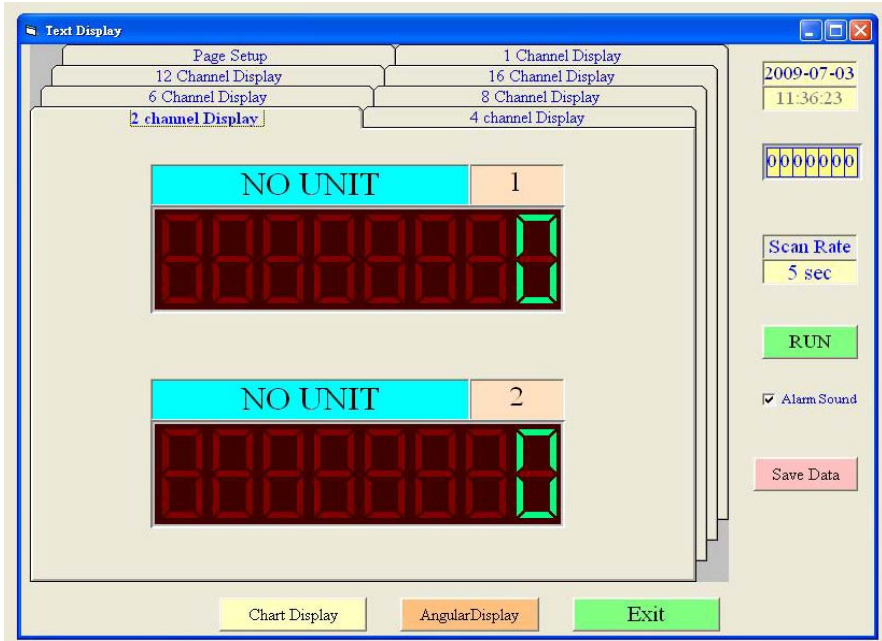 Text Display
Page Setup
1 Channel Display
12 Channel Display
16 Channel Display
6 Channel Display
8 Channel Display
2 channel Display
4 channel Display
2009-07-03
11:36:23
NO UNIT
1
0000000
0
Scan Rate
5 sec
RUN
NO UNIT
2
Alarm Sound
0
Save Data
Chart Display
AngularDisplay
Exit